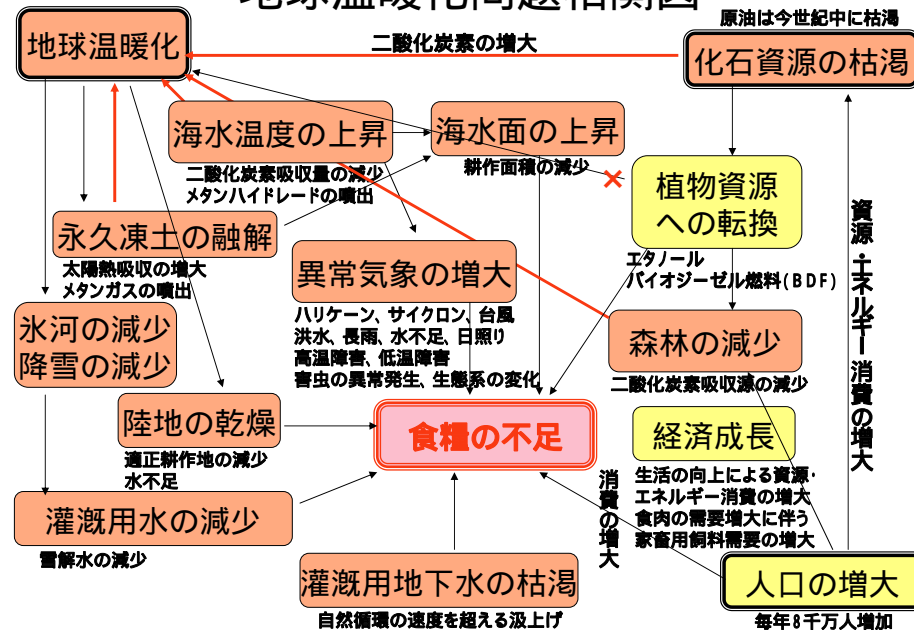 地球温暖化問題相関図
原油は今世紀中に枯渇
地球温暖化
二酸化炭素の増大
化石資源の枯渇
海水温度の上昇
二酸化炭素吸収量の減少
メタンハイドレードの噴出
海水面の上昇
耕作面積の減少
植物資源
への転換
エタノール
バイオジーゼル燃料(BDF)
資源・エネルギー消費の増大
永久凍土の融解
太陽熱吸収の増大
メタンガスの噴出
異常気象の増大
ハリケーン、サイクロン、台風
洪水、長雨、水不足、日照り
高温障害、低温障害
害虫の異常発生、生態系の変化
氷河の減少
降雪の減少
森林の減少
二酸化炭素吸収源の減少
陸地の乾燥
適正耕作地の減少
水不足
食糧の不足
経済成長
生活の向上による資源・
エネルギー消費の増大
食肉の需要増大に伴う
家畜用飼料需要の増大
消費の増大
灌漑用水の減少
雪解水の減少
灌漑用地下水の枯渇
自然循環の速度を超える汲上げ
人口の増大
毎年8千万人増加